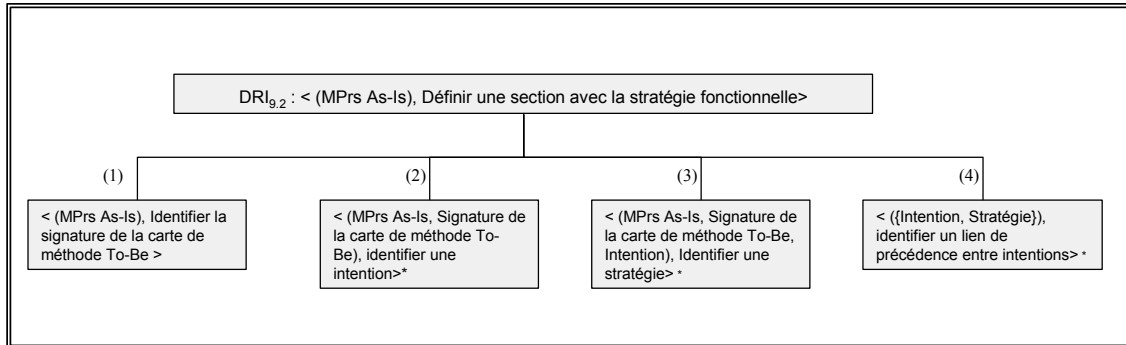 DRI9.2 : < (MPrs As-Is), Définir une section avec la stratégie fonctionnelle>
(1)
(2)
(3)
(4)
< (MPrs As-Is), Identifier la
signature de la carte de
méthode To-Be >
< (MPrs As-Is, Signature de
la carte de méthode To-
Be), identifier une
intention>*
< (MPrs As-Is, Signature de
la carte de méthode To-Be,
Intention), Identifier une
stratégie> *
< ({Intention, Stratégie}),
identifier un lien de
précédence entre intentions> *